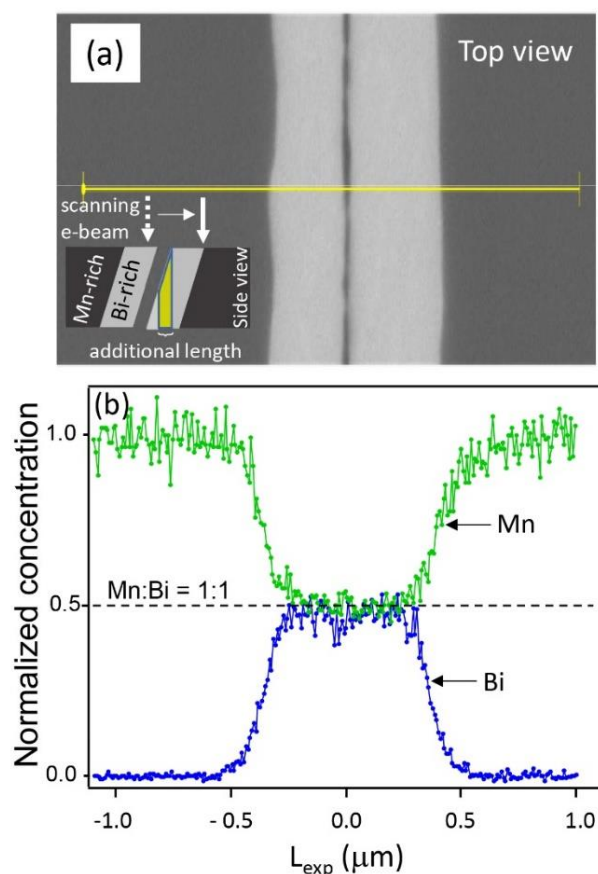 (a)
Top view
scanning
e-beam
Mn-rich
Bi-rich
Side view
additional length
(b)
1.0
Mn
Mn:Bi = 1:1
0.5
Bi
0.0
Normalized concentration
-1.0 - 0.5 0.0 0.5 1.0
Lexp (μm)